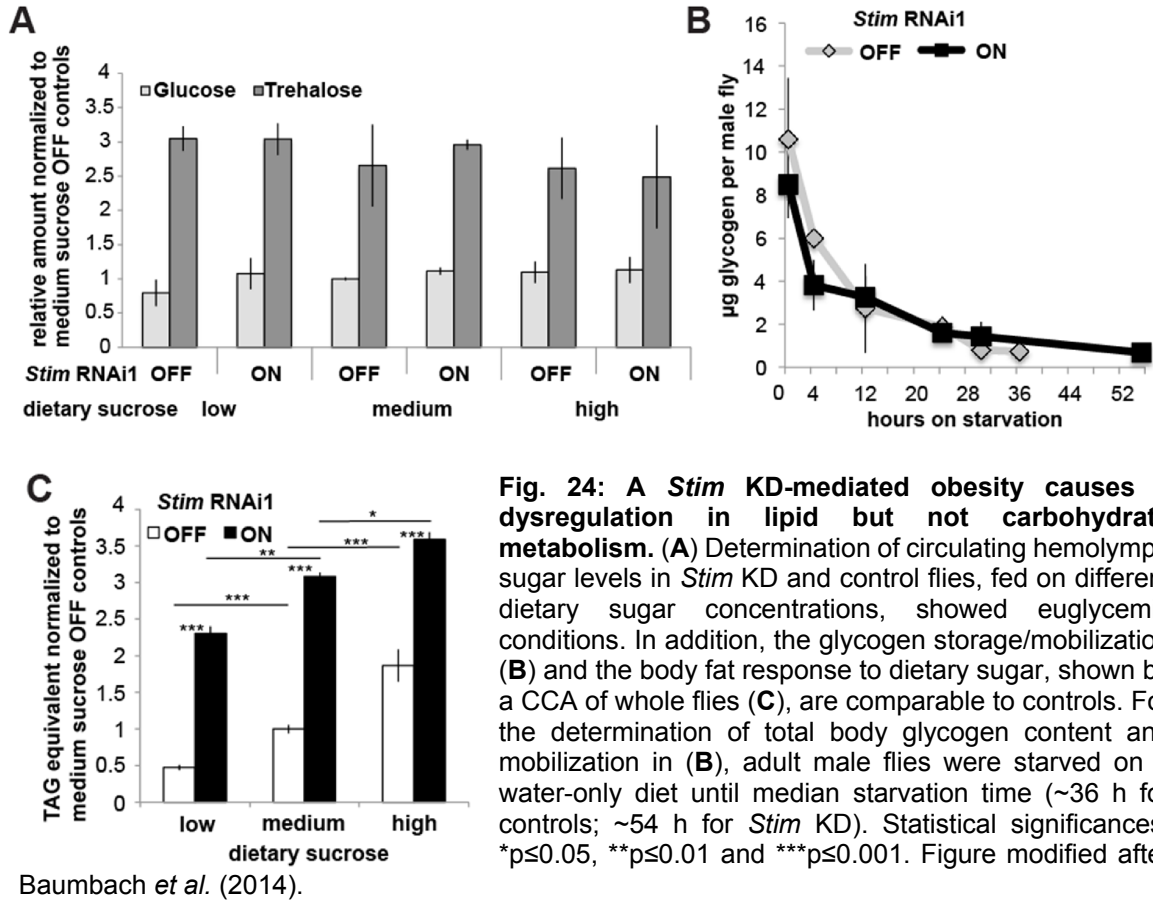 A
relative amount normalized to
medium sucrose OFF controls
4
3.5
3
2.5
2
1.5
1
0.5
0
Glucose Trehalose
Stim RNAi1 OFF ON OFF ON OFF ON
dietary sucrose low medium high
B
Stim RNAi1
OFF ON
µg glycogen per male fly
16
14
12
10
8
6
4
2
0
0 4 12 20 28 36 44 52
hours on starvation
C
Stim RNAi1
OFF ON
TAG equivalent normalized to
medium sucrose OFF controls
4
3.5
3
2.5
2
1.5
1
0.5
0
*
***
***
**
***
***
***
low medium high
dietary sucrose
Fig. 24: A Stim KD-mediated obesity causes
dysregulation in lipid but not carbohydrat
metabolism. (A) Determination of circulating hemolymp
sugar levels in Stim KD and control flies, fed on differen
dietary sugar concentrations, showed euglycem
conditions. In addition, the glycogen storage/mobilization
(B) and the body fat response to dietary sugar, shown b
a CCA of whole flies (C), are comparable to controls. Fo
the determination of total body glycogen content an
mobilization in (B), adult male flies were starved on
water-only diet until median starvation time (~36 h fo
controls; ~54 h for Stim KD). Statistical significances
*p≤0.05, **p≤0.01 and ***p≤0.001. Figure modified afte
Baumbach et al. (2014).